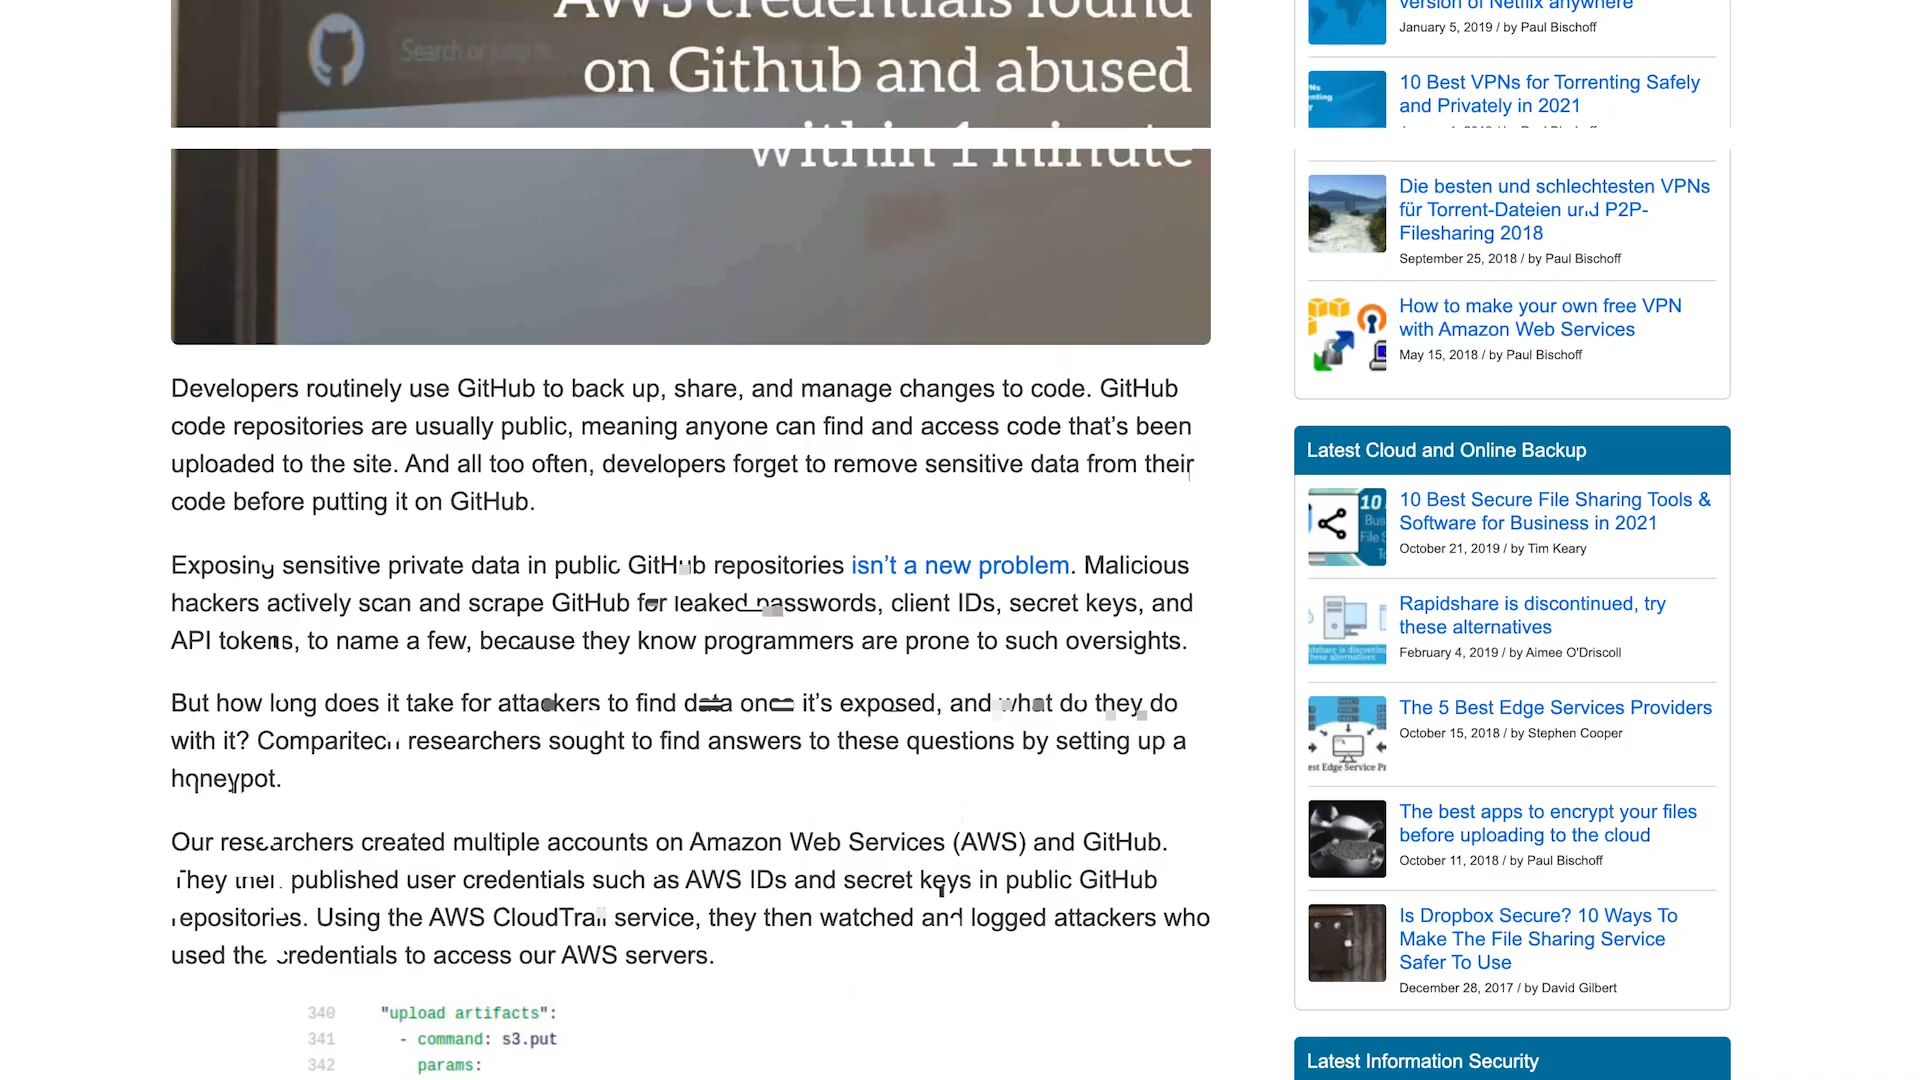 AWS credentials found
on Github and abused
within 1 minute
Search or jump to
Developers routinely use GitHub to back up, share, and manage changes to code. GitHub
code repositories are usually public, meaning anyone can find and access code that’s been
uploaded to the site. And all too often, developers forget to remove sensitive data from their
code before putting it on GitHub.
Exposing sensitive private data in public GitHub repositories isn’t a new problem. Malicious
hackers actively scan and scrape GitHub for leaked passwords, client IDs, secret keys, and
API tokens, to name a few, because they know programmers are prone to such oversights.
But how long does it take for attackers to find data once it’s exposed, and what do they do
with it? Comparitech researchers sought to find answers to these questions by setting up a
honeypot.
Our researchers created multiple accounts on Amazon Web Services (AWS) and GitHub.
They then published user credentials such as AWS IDs and secret keys in public GitHub
repositories. Using the AWS CloudTrail service, they then watched and logged attackers who
used the credentials to access our AWS servers.
340 "upload artifacts":
341 - command: s3.put
342 params:
version of Netflix anywhere
January 5, 2019 / by Paul Bischoff
10 Best VPNs for Torrenting Safely
and Privately in 2021
Die besten und schlechtesten VPNs
für Torrent-Dateien und P2P-
Filesharing 2018
September 25, 2018 / by Paul Bischoff
How to make your own free VPN
with Amazon Web Services
May 15, 2018 / by Paul Bischoff
Latest Cloud and Online Backup
10 Best Secure File Sharing Tools &
Software for Business in 2021
October 21, 2019 / by Tim Keary
Rapidshare is discontinued, try
these alternatives
February 4, 2019 / by Aimee O'Driscoll
The 5 Best Edge Services Providers
October 15, 2018 / by Stephen Cooper
The best apps to encrypt your files
before uploading to the cloud
October 11, 2018 / by Paul Bischoff
Is Dropbox Secure? 10 Ways To
Make The File Sharing Service
Safer To Use
December 28, 2017 / by David Gilbert
Latest Information Security